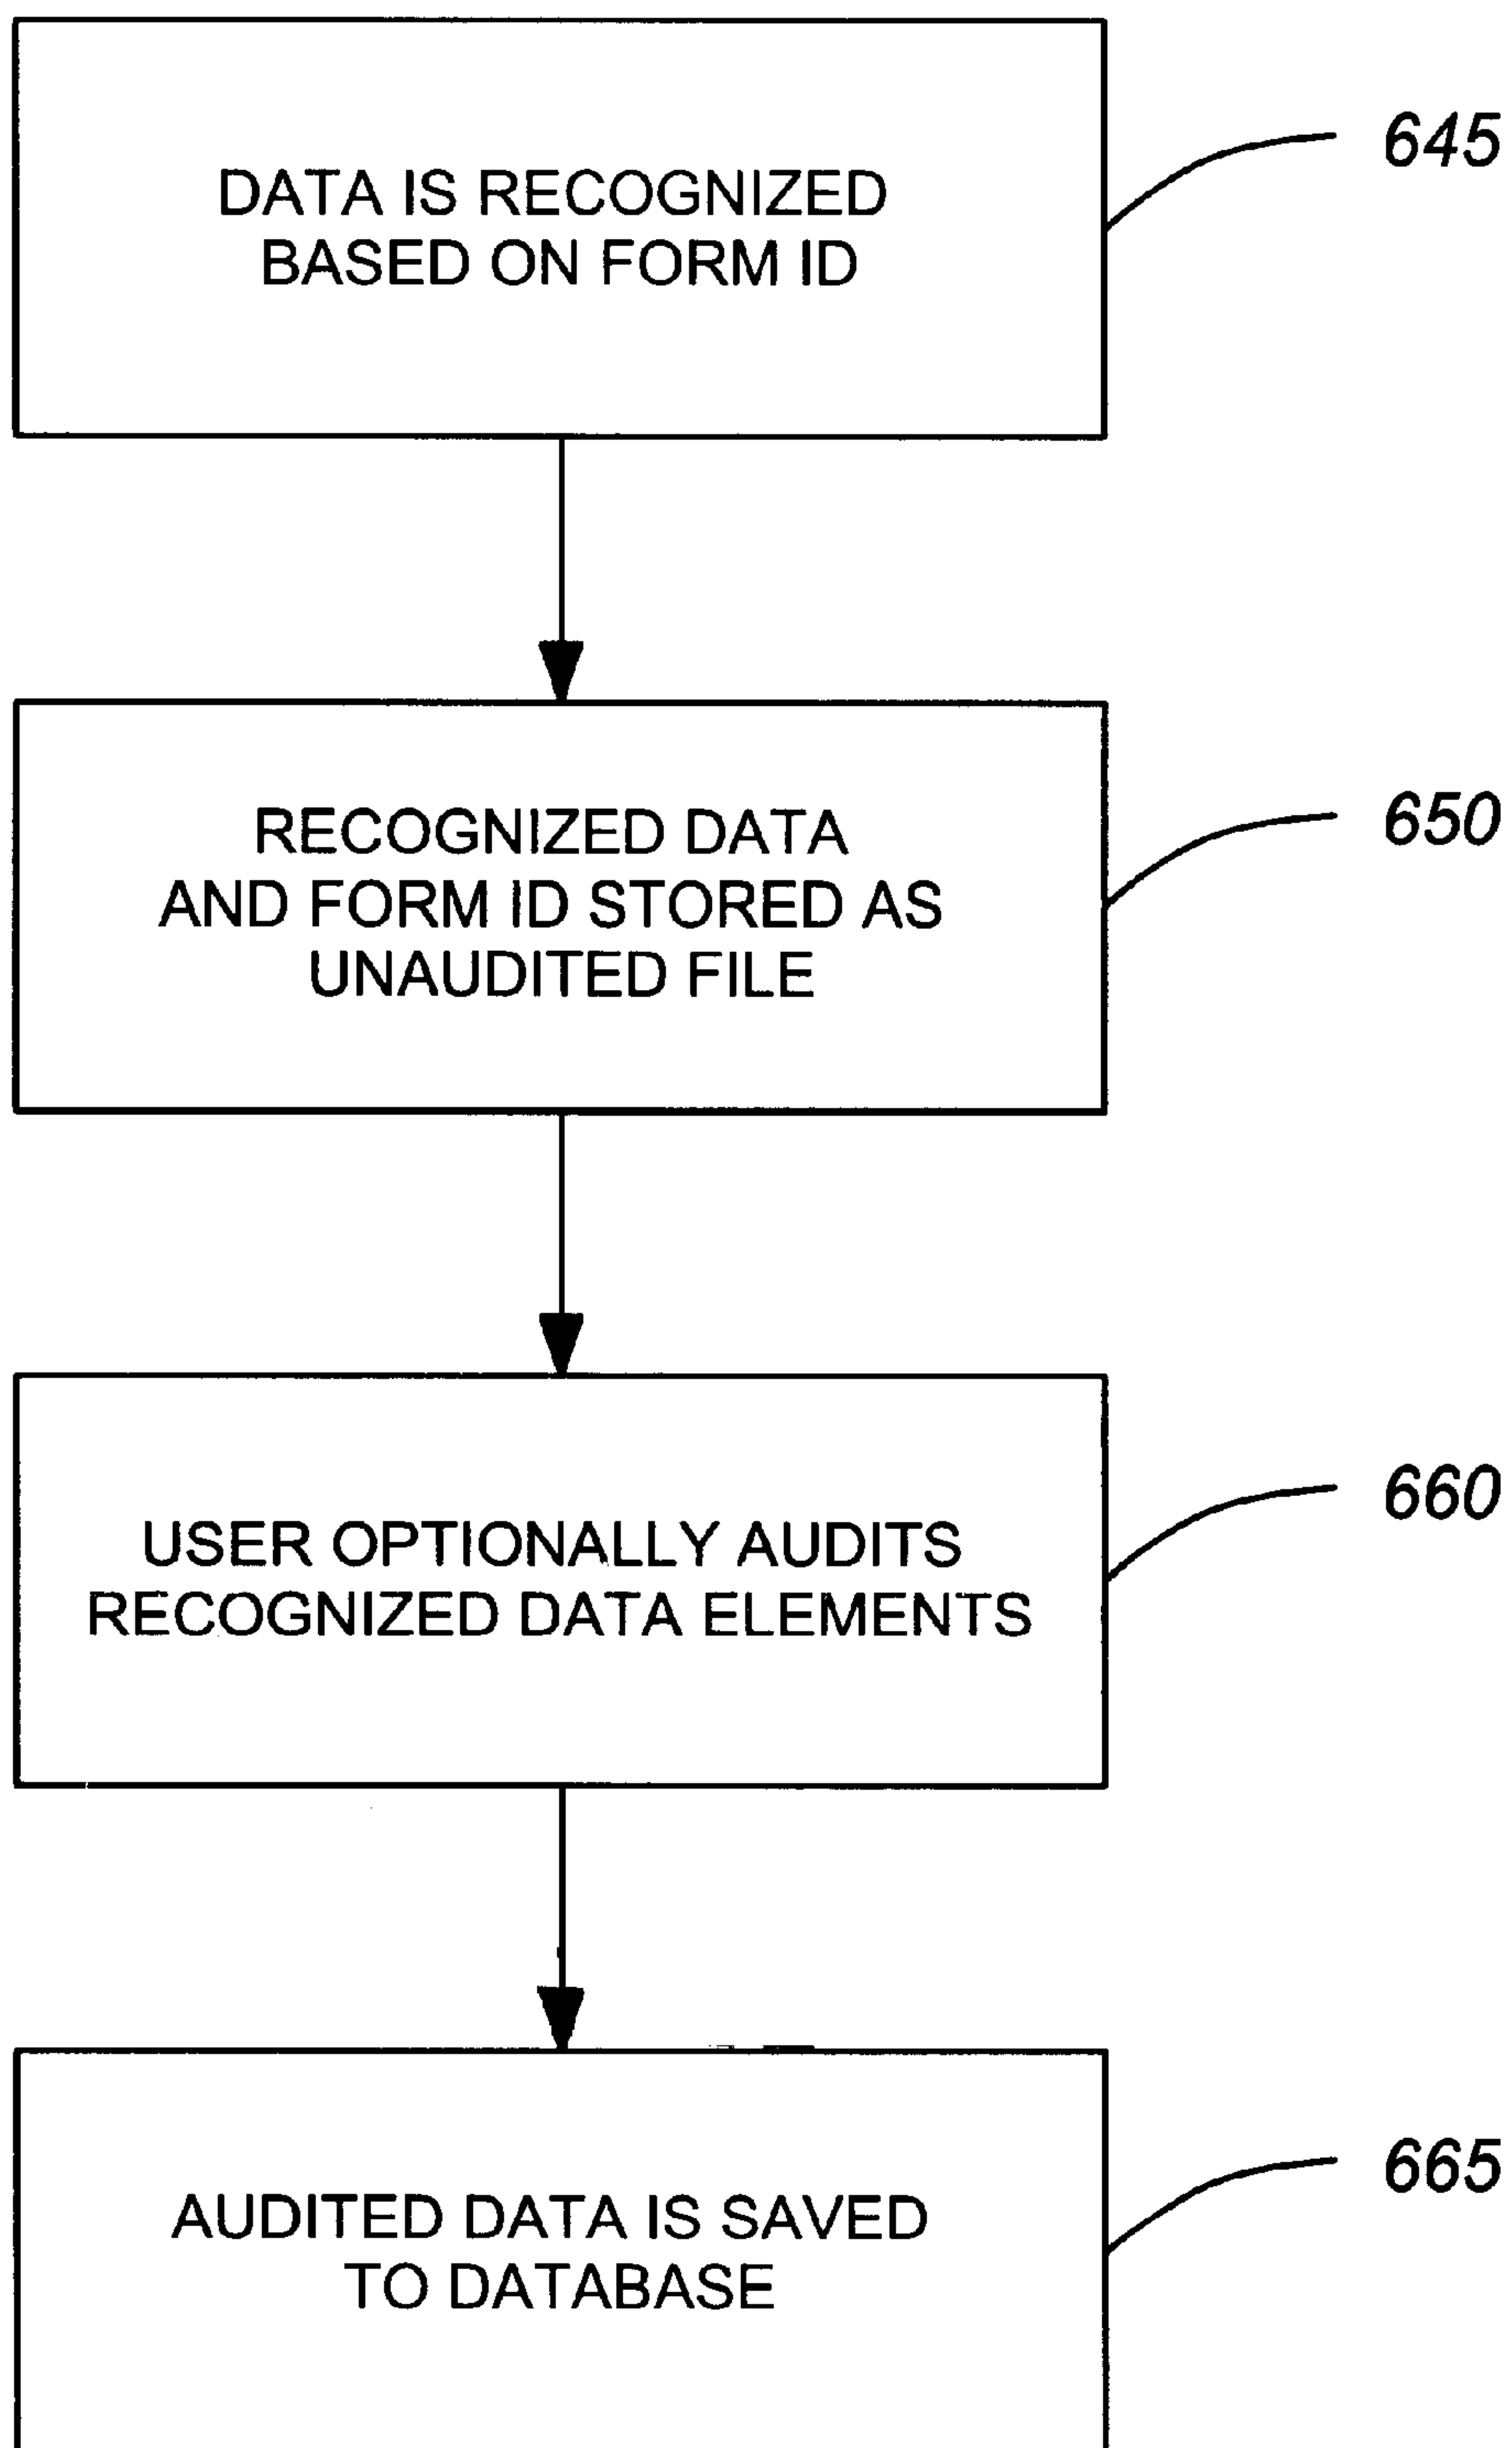 DATA IS RECOGNIZED
BASED ON FORM ID
645
RECOGNIZED DATA
AND FORM ID STORED AS
UNAUDITED FILE
650
USER OPTIONALLY AUDITS
RECOGNIZED DATA ELEMENTS
660
AUDITED DATA IS SAVED
TO DATABASE
665